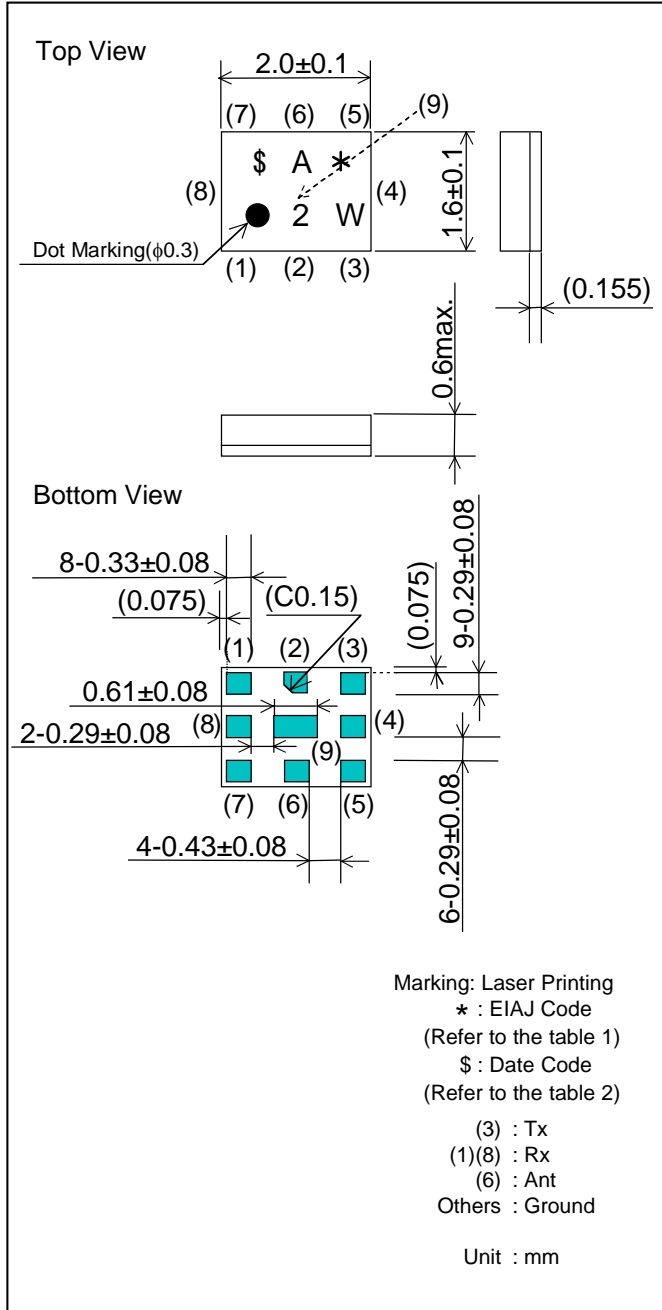 Top View
2.0±0.1
(7) (6) (5) (9)
$ A *
(8) (4)
2 W
1.6±0.1
Dot Marking(ϕ0.3)
(1) (2) (3)
(0.155)
0.6max.
Bottom View
8-0.33±0.08
(0.075) (C0.15)
(0.075)
9-0.29±0.08
(1) (2) (3)
0.61±0.08
(8) (4)
2-0.29±0.08
(9)
(7) (6) (5)
4-0.43±0.08
6-0.29±0.08
Marking: Laser Printing
* : EIAJ Code
(Refer to the table 1)
$ : Date Code
(Refer to the table 2)
(3) : Tx
(1)(8) : Rx
(6) : Ant
Others : Ground
Unit : mm